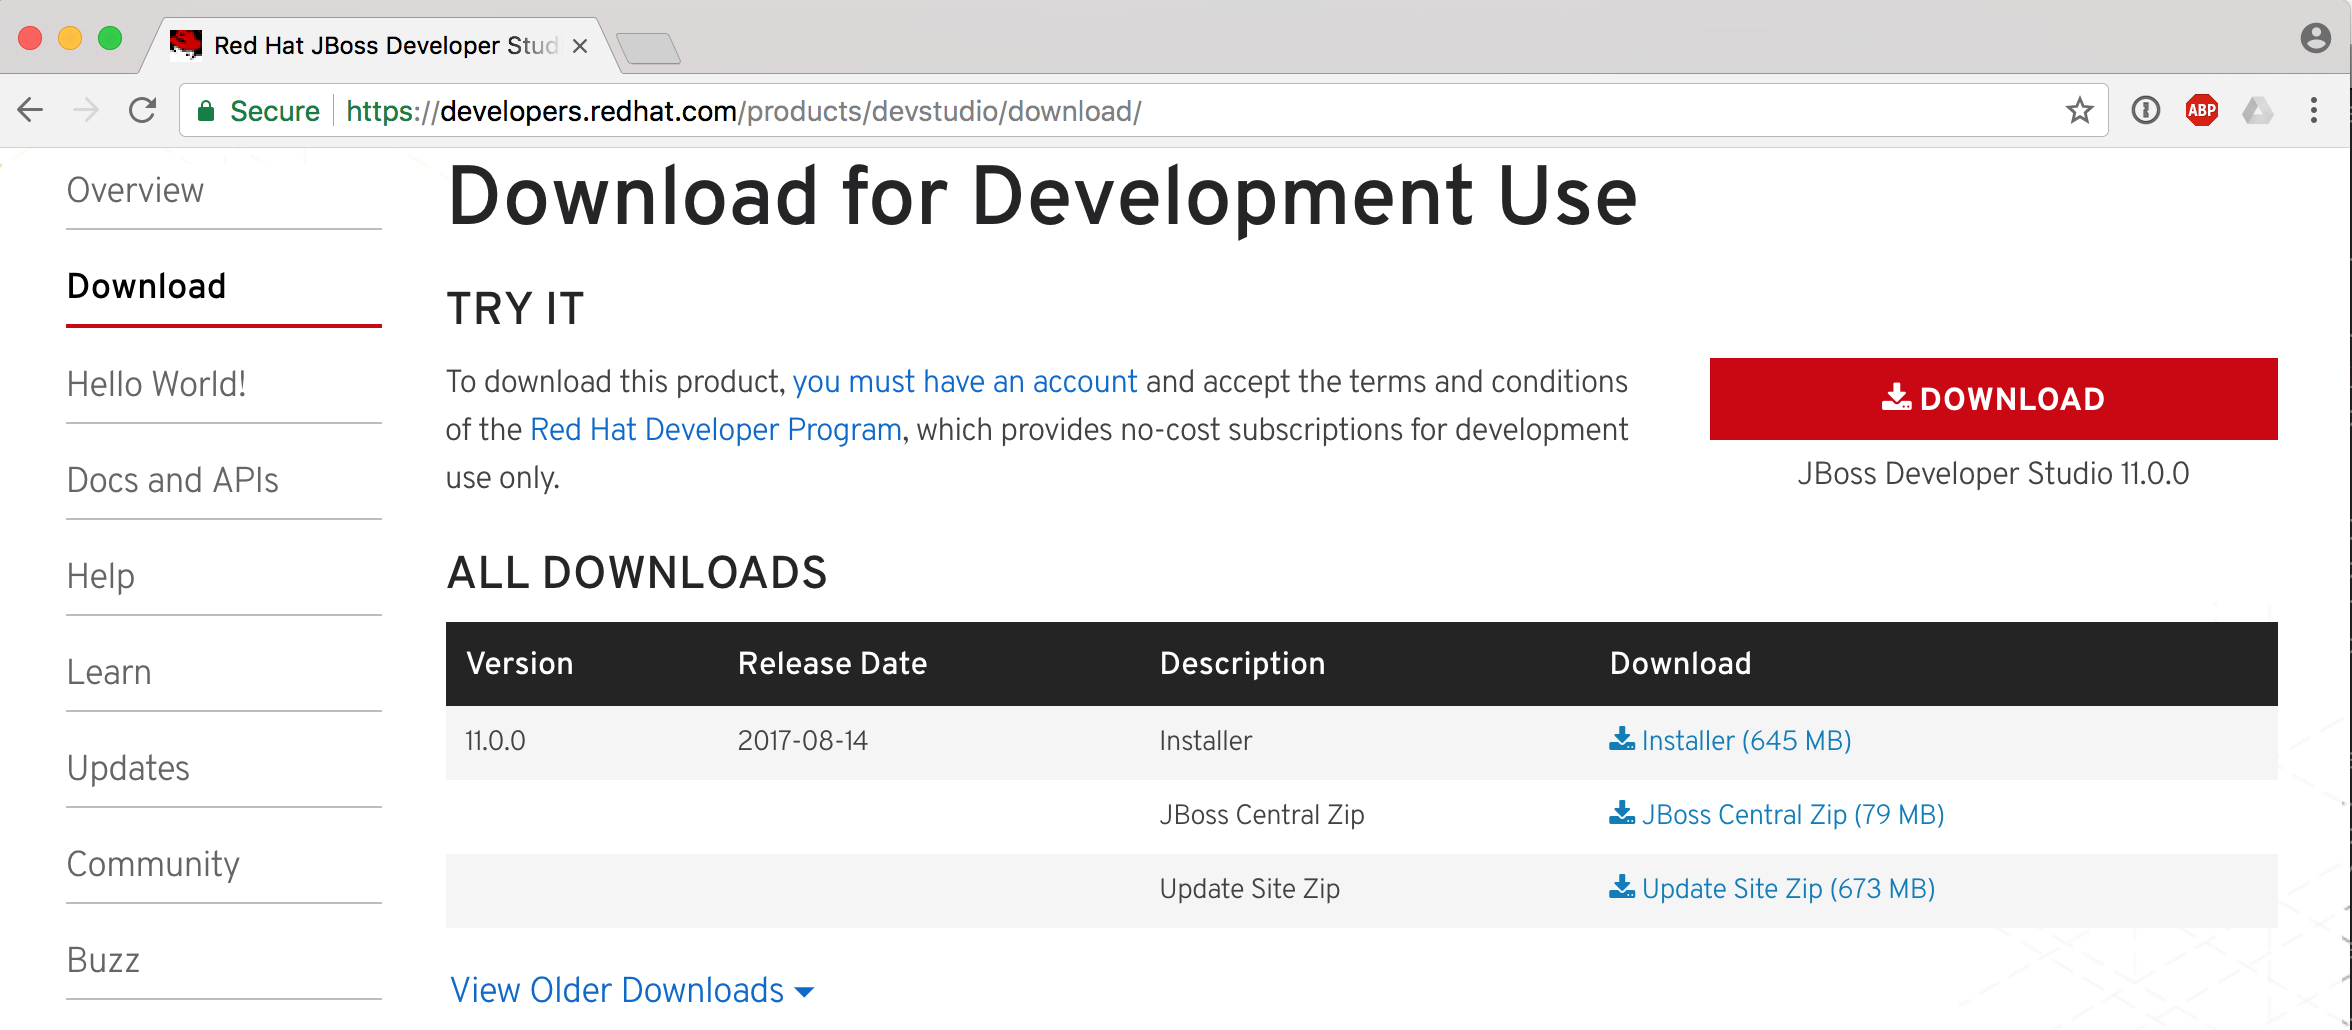 Red Hat JBoss Developer Stud
Secure https://developers.redhat.com/products/devstudio/download/
ABP
Overview
Download
Hello World!
Docs and APIs
Help
Learn
Updates
Community
Buzz
Download for Development Use
TRY IT
To download this product, you must have an account and accept the terms and conditions
of the Red Hat Developer Program, which provides no-cost subscriptions for development
use only.
DOWNLOAD
JBoss Developer Studio 11.0.0
ALL DOWNLOADS
Version Release Date Description Download
11.0.0 2017-08-14 Installer Installer (645 MB)
JBoss Central Zip JBoss Central Zip (79 MB)
Update Site Zip Update Site Zip (673 MB)
View Older Downloads